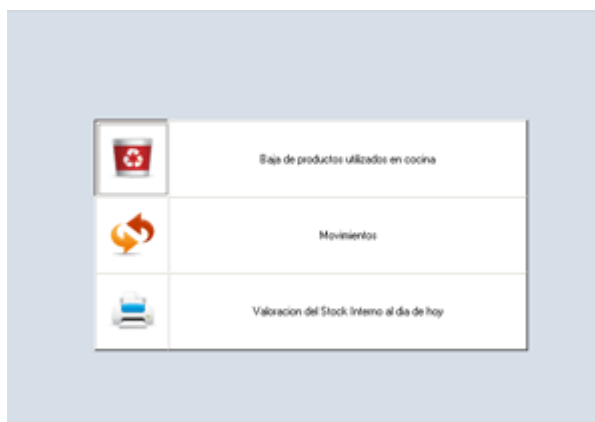 Baja de productos utilizados en cocina
Movimientos
Valoracion del Stock Interno al dia de hoy